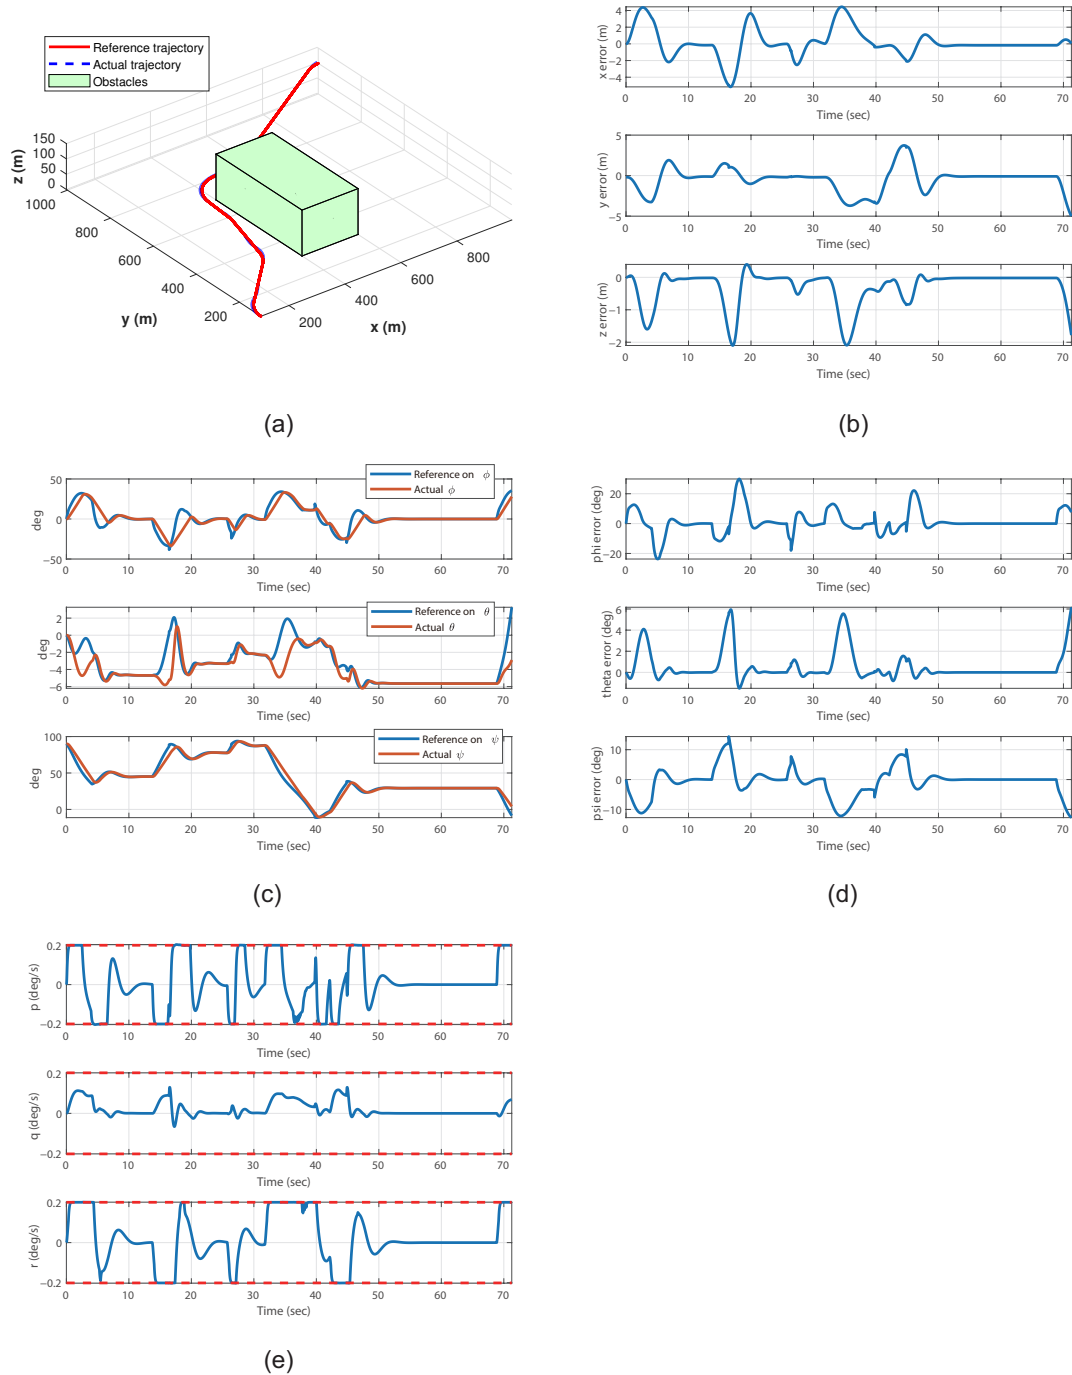 Reference trajectory
Actual trajectory
Obstacles
z (m)
150
100
50
0
1000
800
600
400
200
y (m)
200
400
600
800
x (m)
(a)
x error (m)
4
2
0
−2
−4
0 10 20 30 40 50 60 70
Time (sec)
y error (m)
5
0
−5
0 10 20 30 40 50 60 70
Time (sec)
z error (m)
0
−1
−2
0 10 20 30 40 50 60 70
Time (sec)
(b)
Reference on ϕ
Actual ϕ
deg
50
0
−50
0 10 20 30 40 50 60 70
Time (sec)
Reference on θ
Actual θ
deg
2
0
−2
−4
−6
0 10 20 30 40 50 60 70
Time (sec)
Reference on ψ
Actual ψ
deg
100
50
0
0 10 20 30 40 50 60 70
Time (sec)
(c)
phi error (deg)
20
0
−20
0 10 20 30 40 50 60 70
Time (sec)
theta error (deg)
6
4
2
0
0 10 20 30 40 50 60 70
Time (sec)
psi error (deg)
10
0
−10
0 10 20 30 40 50 60 70
Time (sec)
(d)
p (deg/s)
0.2
0
−0.2
0 10 20 30 40 50 60 70
Time (sec)
q (deg/s)
0.2
0
−0.2
0 10 20 30 40 50 60 70
Time (sec)
r (deg/s)
0.2
0
−0.2
0 10 20 30 40 50 60 70
Time (sec)
(e)